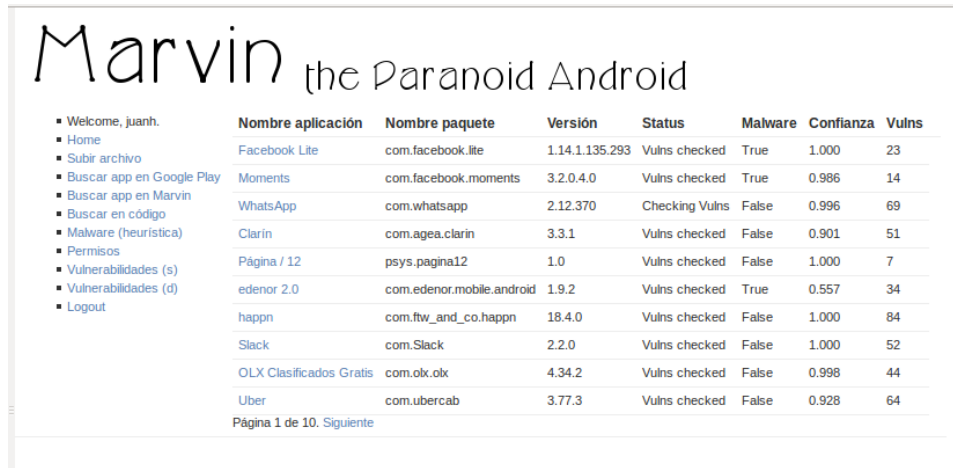 Marvin the Paranoid Android
Welcome, juanh.
Home
Subir archivo
Buscar app en Google Play
Buscar app en Marvin
Buscar en código
Malware (heurística)
Permisos
Vulnerabilidades (s)
Vulnerabilidades (d)
Logout
Nombre aplicación Nombre paquete Versión Status Malware Confianza Vulns
Facebook Lite com.facebook.lite 1.14.1.135.293 Vulns checked True 1.000 23
Moments com.facebook.moments 3.2.0.4.0 Vulns checked True 0.986 14
WhatsApp com.whatsapp 2.12.370 Checking Vulns False 0.996 69
Clarín com.agea.clarin 3.3.1 Vulns checked False 0.901 51
Página / 12 psys.pagina12 1.0 Vulns checked False 1.000 7
edenor 2.0 com.edenor.mobile.android 1.9.2 Vulns checked True 0.557 34
happn com.ftw_and_co.happn 18.4.0 Vulns checked False 1.000 84
Slack com.Slack 2.2.0 Vulns checked False 1.000 52
OLX Clasificados Gratis com.olx.olx 4.34.2 Vulns checked False 0.998 44
Uber com.ubercab 3.77.3 Vulns checked False 0.928 64
Página 1 de 10. Siguiente